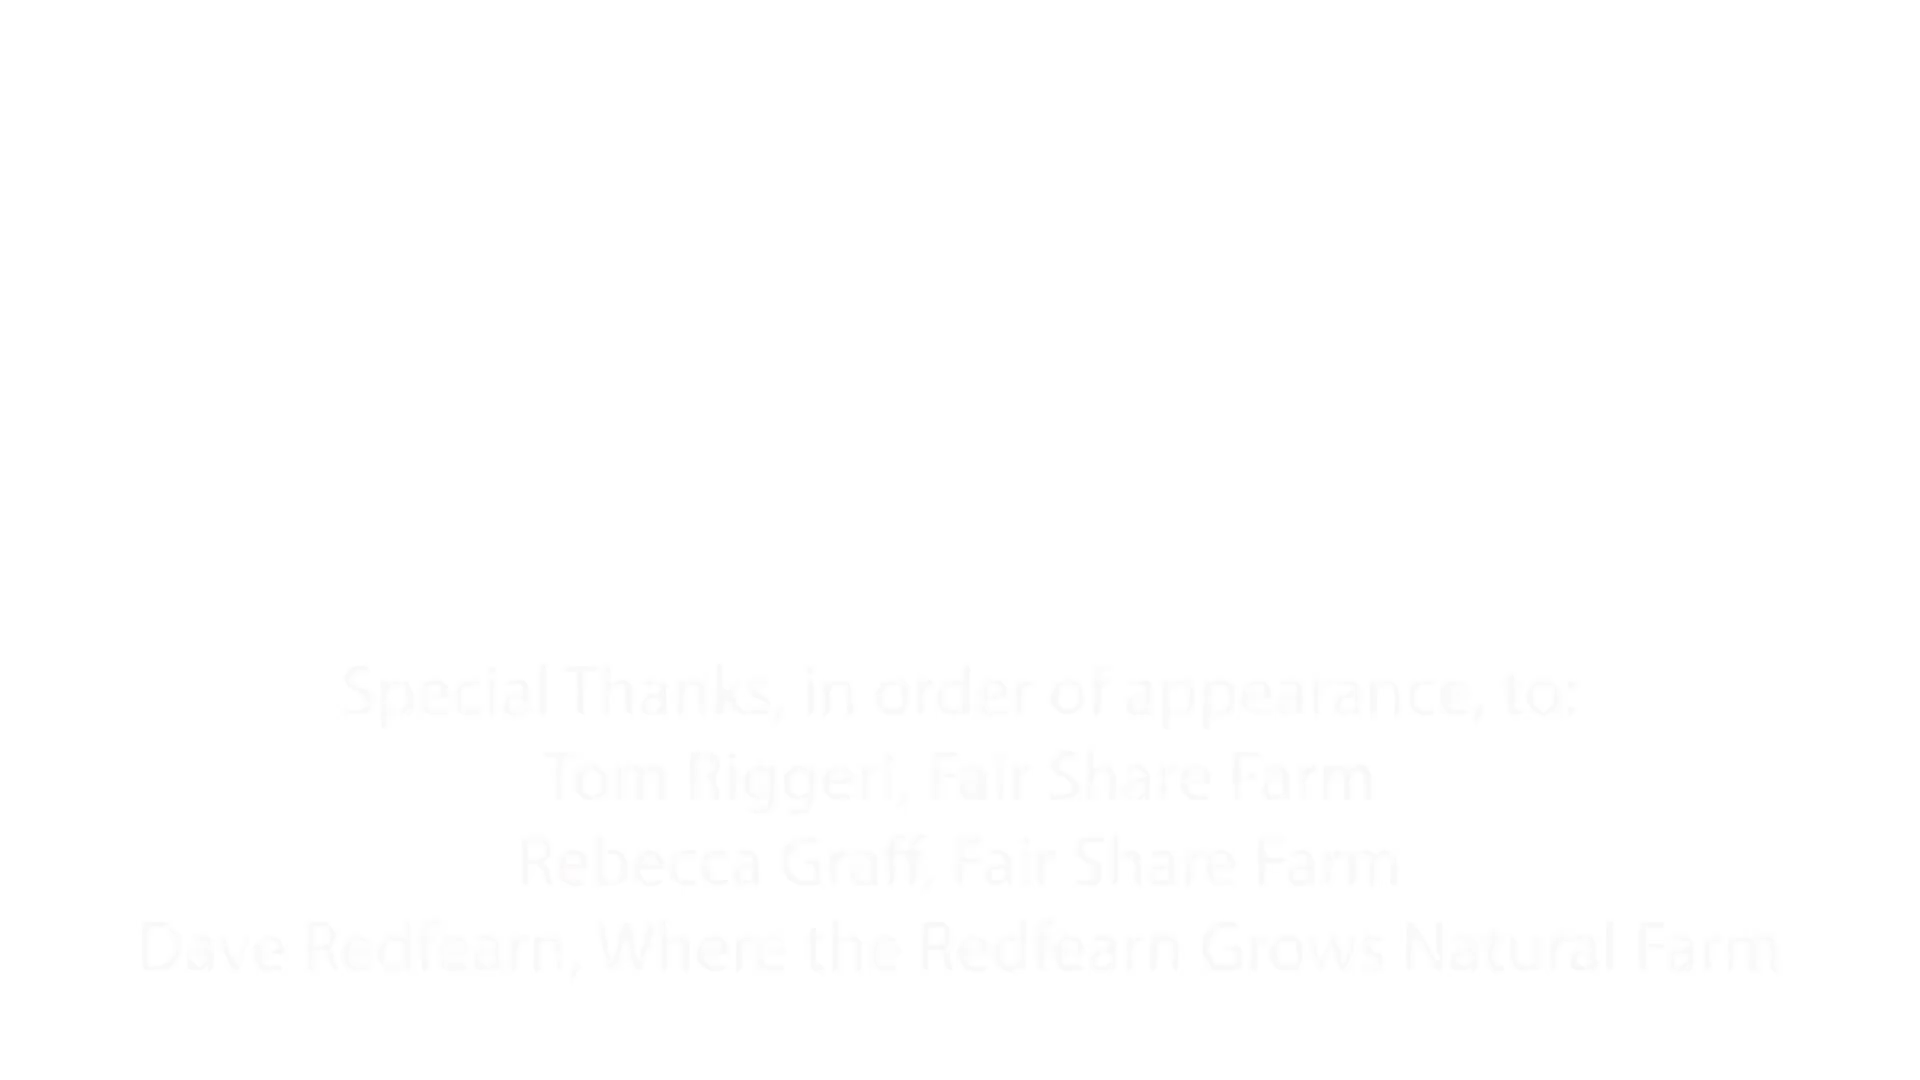 Special Thanks, in order of appearance, to:
Tom Riggeri, Fair Share Farm
Rebecca Graff, Fair Share Farm
Dave Redfearn, Where the Redfearn Grows Natural Farm